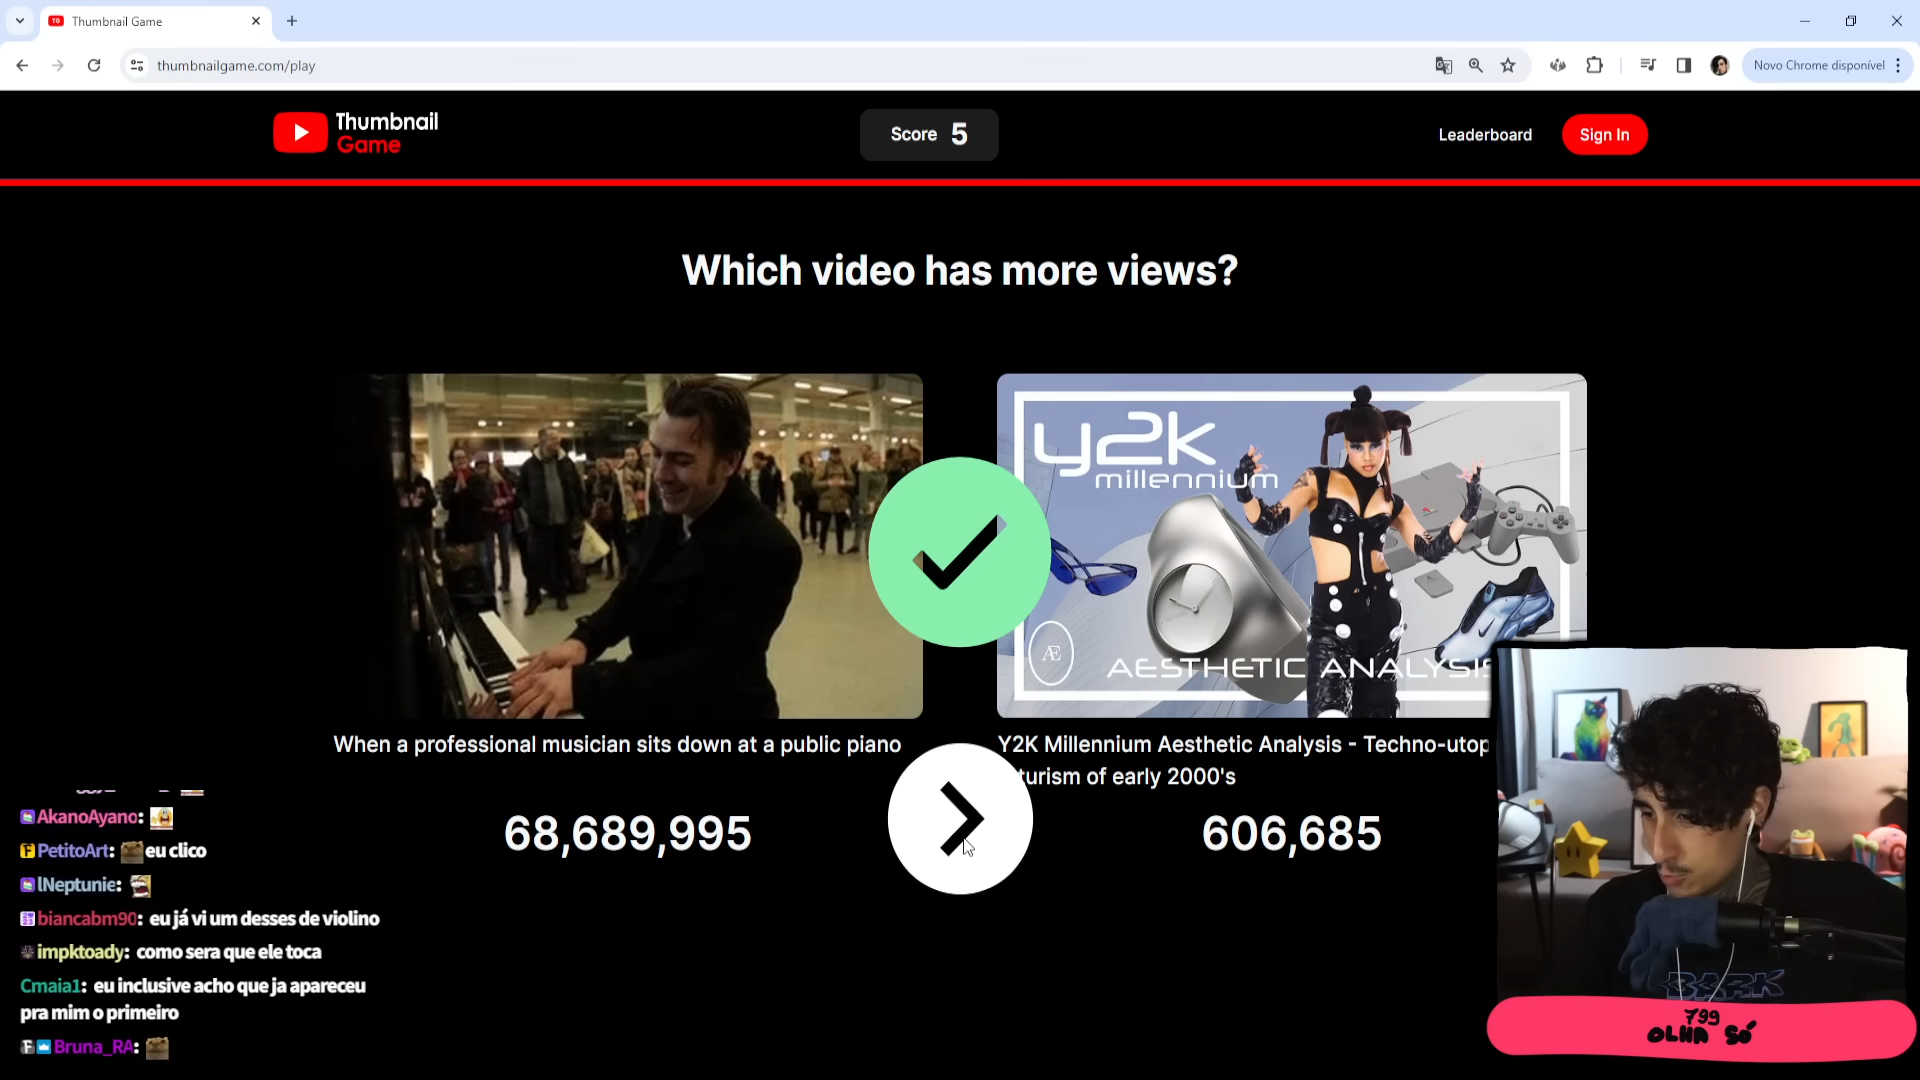 Thumbnail Game
thumbnailgame.com/play
Novo Chrome disponível
Thumbnail
Game
Score 5
Leaderboard
Sign In
Which video has more views?
y2k
millennium
Æ
AESTHETIC ANALYSIS
When a professional musician sits down at a public piano
68,689,995
Y2K Millennium Aesthetic Analysis - Techno-utop
turism of early 2000's
606,685
AkanoAyano:
PetitoArt: eu clico
lNeptunie:
biancabm90: eu já vi um desses de violino
impktoady: como sera que ele toca
Cmaia1: eu inclusive acho que ja apareceu
pra mim o primeiro
Bruna_RA:
BARK
799
OLHA SÓ